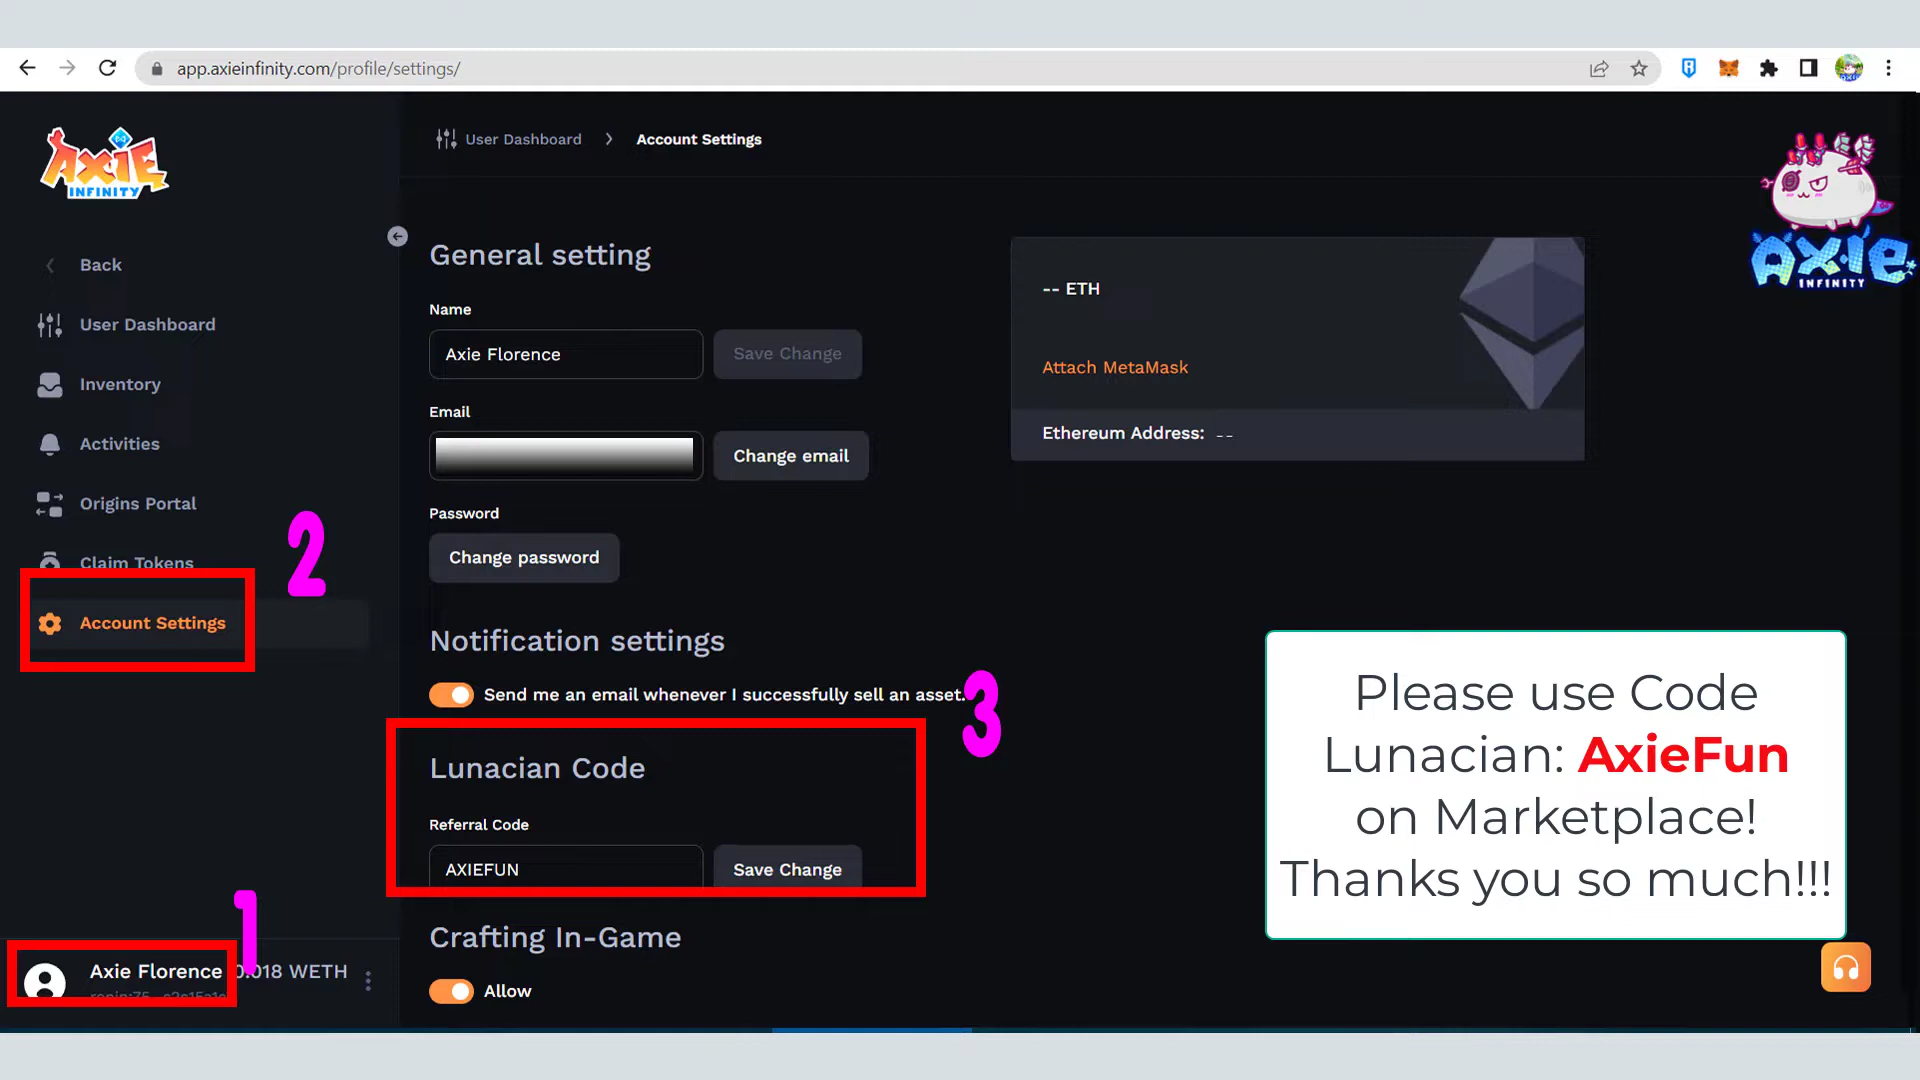 app.axieinfinity.com/profile/settings/
AXIE
INFINITY
User Dashboard
Account Settings
AXIE
INFINITY
Back
User Dashboard
Inventory
Activities
Origins Portal
Claim Tokens
2
Account Settings
General setting
Name
Axie Florence
Save Change
Email
Change email
Password
Change password
-- ETH
Attach MetaMask
Ethereum Address: --
Notification settings
Send me an email whenever I successfully sell an asset.
3
Lunacian Code
Referral Code
AXIEFUN
Save Change
Crafting In-Game
Allow
Please use Code
Lunacian: AxieFun
on Marketplace!
Thanks you so much!!!
1
Axie Florence
0.018 WETH